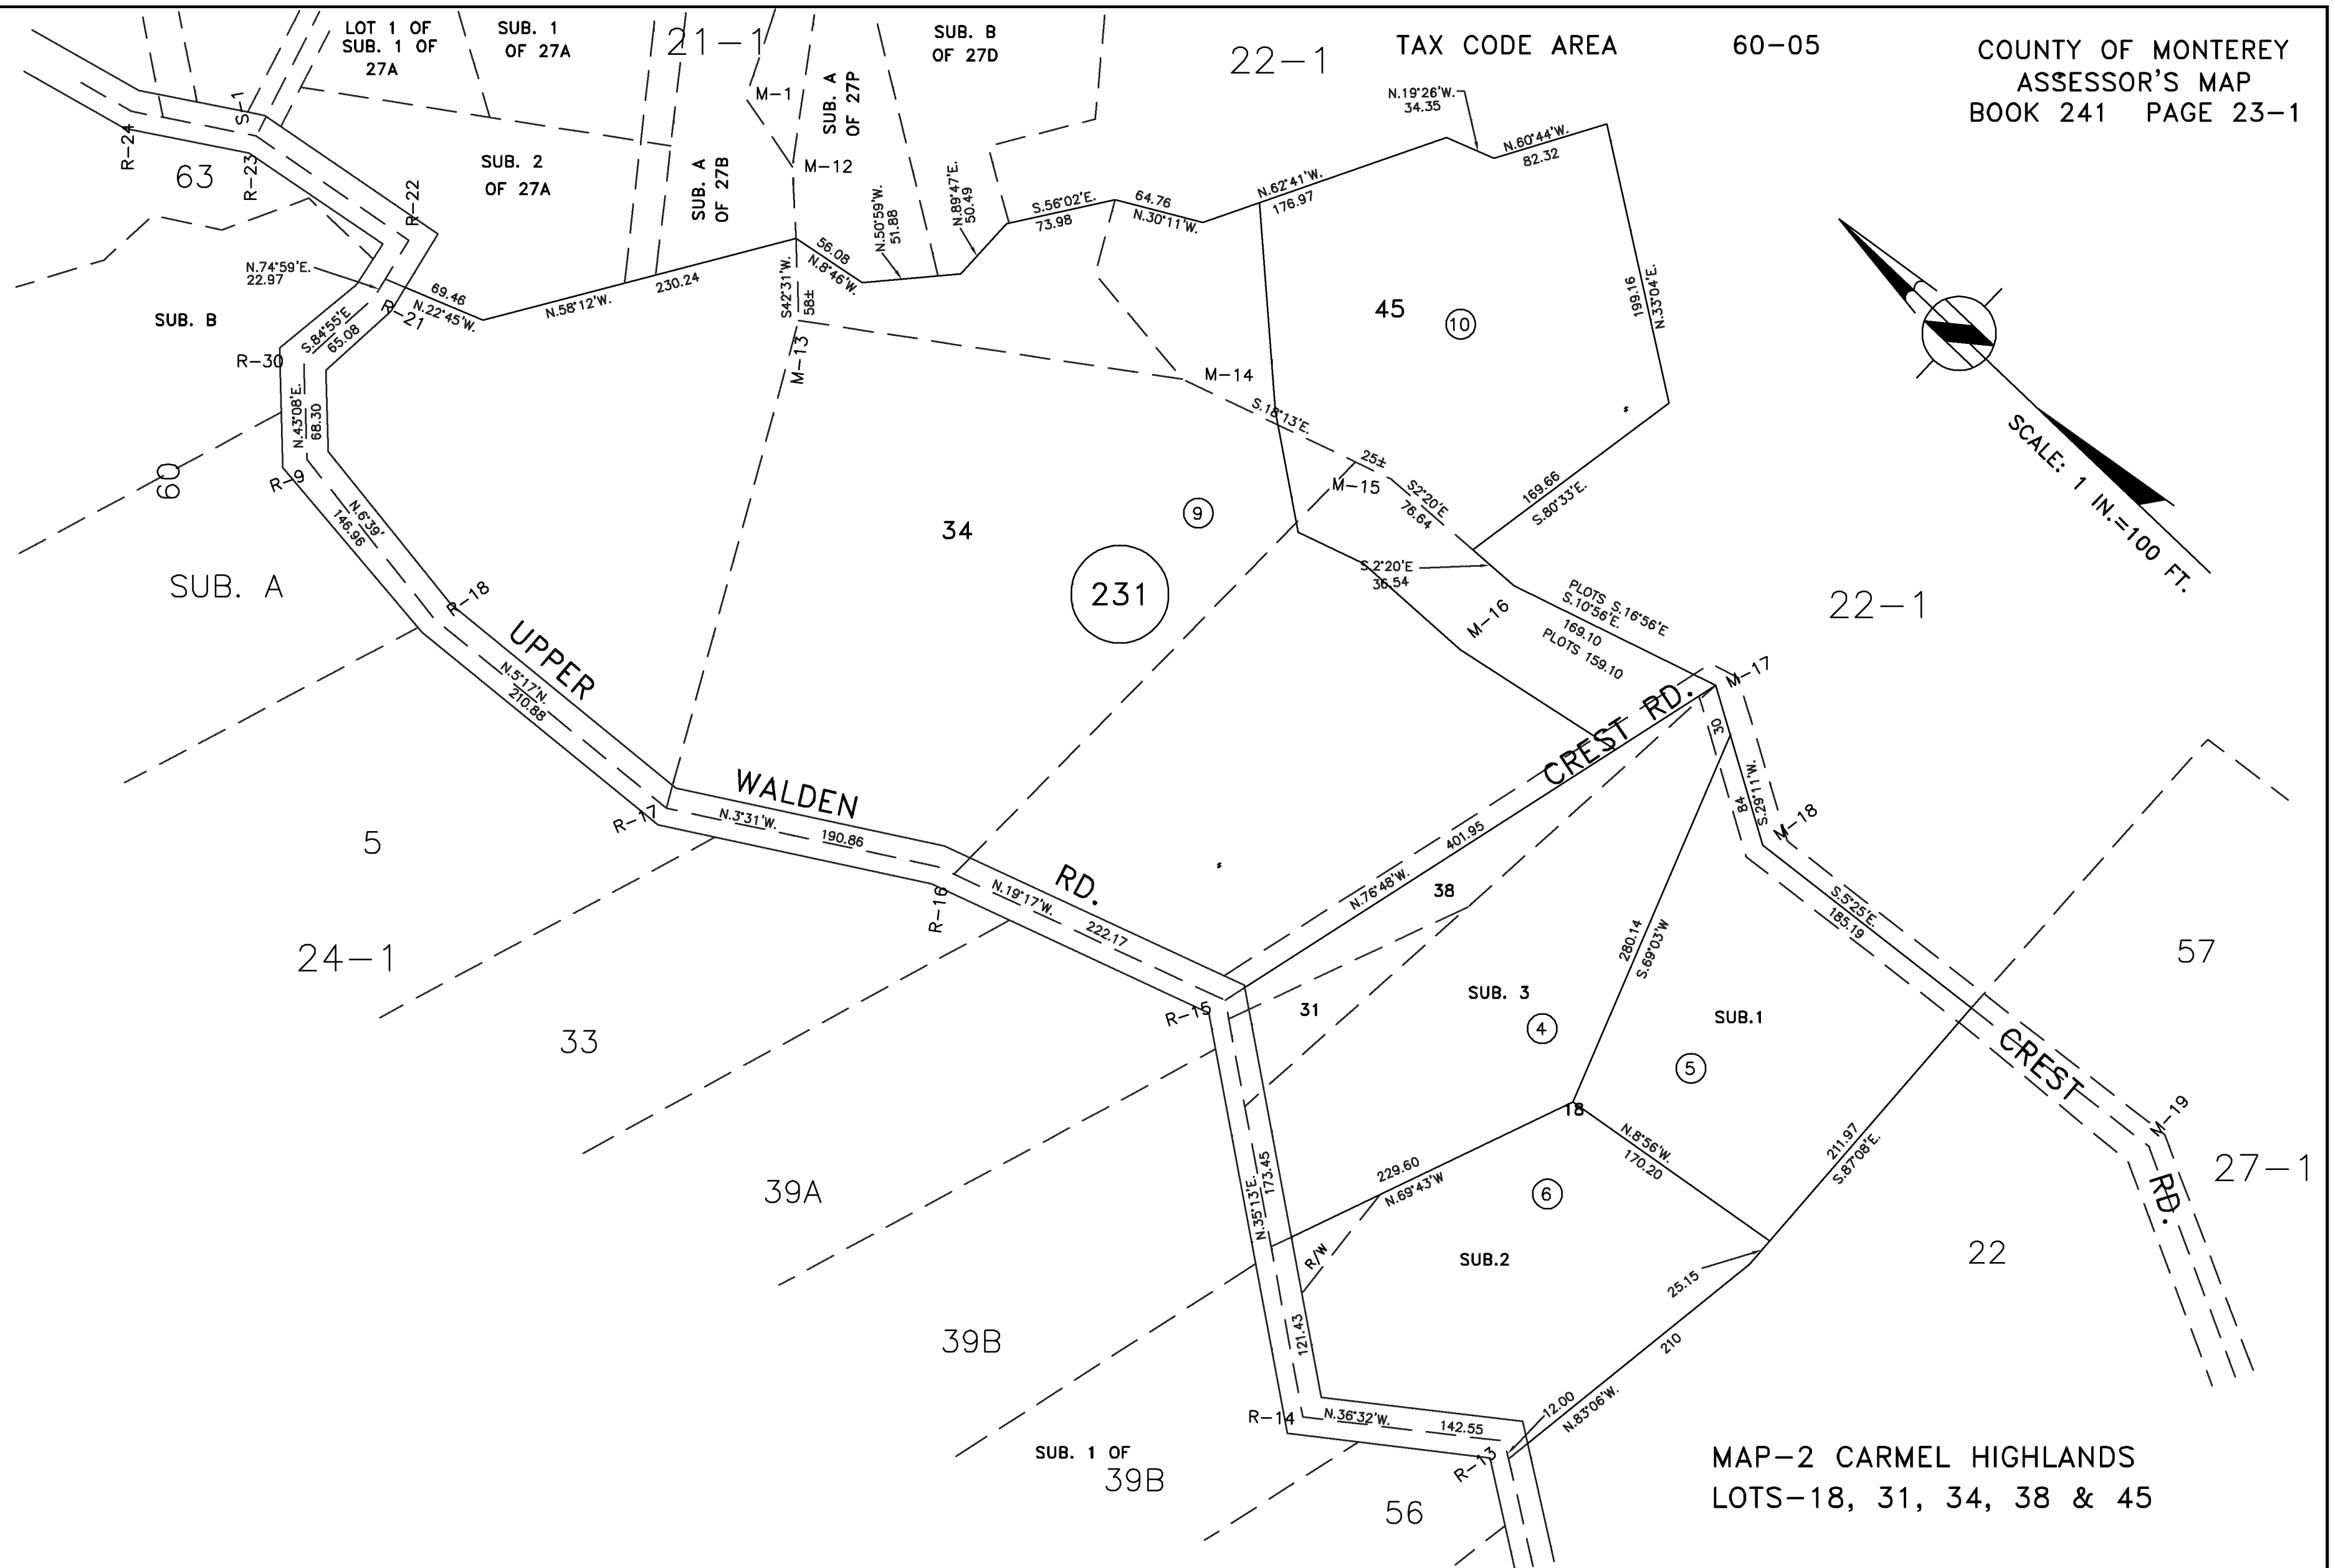 COUNTY OF MONTEREY
ASSESSOR'S MAP
BOOK 241 PAGE 23-1
TAX CODE AREA 60-05
LOT 1 OF
SUB. 1 OF
27A
SUB. 1
OF 27A
21-1
SUB. B
OF 27D
22-1
M-1
SUB. A
OF 27P
M-12
SUB. 2
OF 27A
SUB. A
OF 27B
S-1
R-24
R-23
R-22
63
N.19°26'W.
34.35
N.60°44'W.
82.32
N.62°41'W.
176.97
64.76
N.30°11'W.
S.56°02'E.
73.98
N.89°47'E.
50.49
N.50°59'W.
51.88
56.08
N.8°46'W.
S42°31'W.
58±
N.58°12'W.
230.24
69.46
N.22°45'W.
N.74°59'E.
22.97
R-21
SUB. B
S.84°55'E
65.08
R-30
N.43°08'E.
68.30
R-9
60
N.6°39'
146.96
SUB. A
R-18
M-13
M-14
S.18°13'E.
45
10
199.16
N.33°04'E.
25±
M-15
S2°20'E
76.64
169.66
S.80°33'E.
34
9
231
S.2°20'E
36.54
M-16
PLOTS S.16°56'E
S.10°56'E.
169.10
PLOTS 159.10
22-1
SCALE: 1 IN.=100 FT.
UPPER
N.5°17'N.
210.88
WALDEN
R-17
N.3°31'W.
190.86
RD.
R-16
N.19°17'W.
222.17
CREST RD.
M-17
30
84
S.29°11'W.
M-18
N.76°48'W.
401.95
38
S.5°25'E.
185.19
57
5
24-1
33
R-15
31
SUB. 3
4
280.14
S.69°03'W
SUB.1
5
CREST
RD.
M-19
27-1
18
N.8°56'W.
170.20
211.97
S.87°08'E.
39A
N.35°13'E.
173.45
229.60
N.69°43'W
6
R/W
SUB.2
22
25.15
39B
121.43
210
12.00
N.83°06'W.
R-14
N.36°32'W.
142.55
R-13
SUB. 1 OF
39B
56
MAP-2 CARMEL HIGHLANDS
LOTS-18, 31, 34, 38 & 45